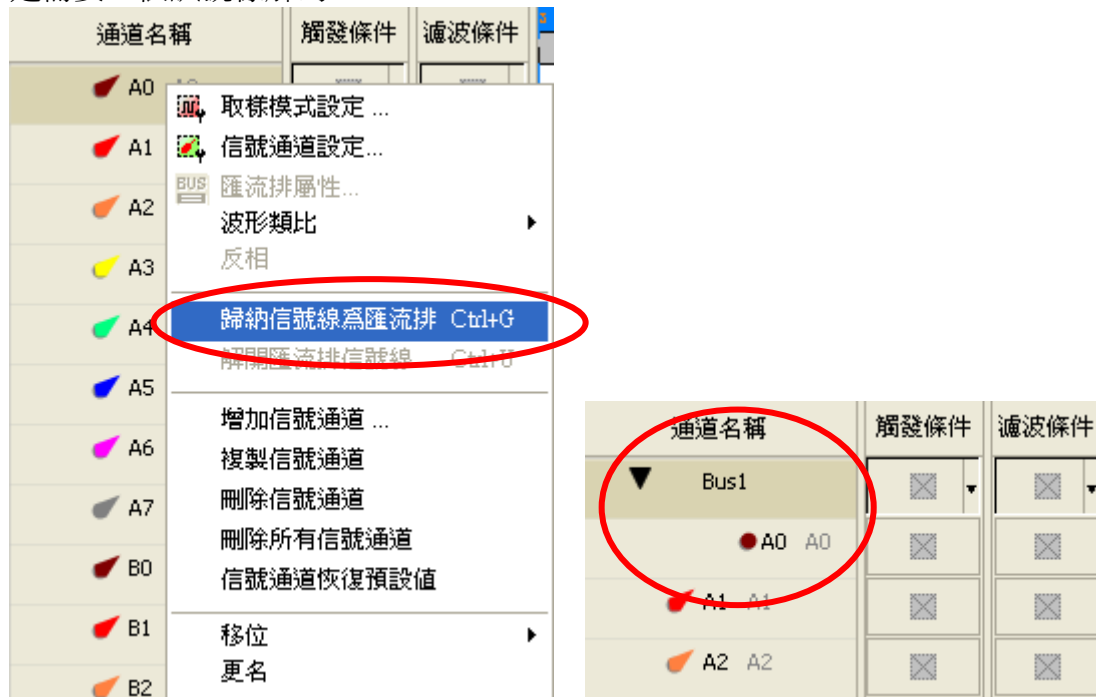 通道名稱 觸發條件 濾波條件
A0
取樣模式設定 ...
A1 信號通道設定...
BUS 匯流排屬性...
A2 波形類比
A3 反相
A4 歸納信號線爲匯流排 Ctrl+G
解開匯流排信號線 Ctrl+U
A5
A6 增加信號通道 ...
複製信號通道
A7 刪除信號通道
刪除所有信號通道
B0 信號通道恢復預設値
B1 移位
更名
B2
通道名稱 觸發條件 濾波條件
Bus1
A0 A0
A1 A1
A2 A2